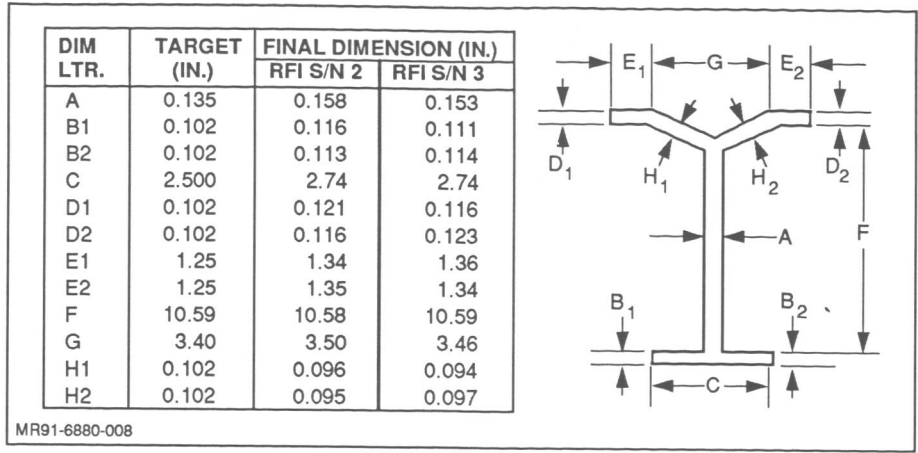 DIM LTR. TARGET (IN.) FINAL DIMENSION (IN.)
RFI S/N 2 RFI S/N 3
A 0.135 0.158 0.153
B1 0.102 0.116 0.111
B2 0.102 0.113 0.114
C 2.500 2.74 2.74
D1 0.102 0.121 0.116
D2 0.102 0.116 0.123
E1 1.25 1.34 1.36
E2 1.25 1.35 1.34
F 10.59 10.58 10.59
G 3.40 3.50 3.46
H1 0.102 0.096 0.094
H2 0.102 0.095 0.097
MR91-6880-008
E1 G E2
D1 H1 H2 D2
A F
B1 B2
C